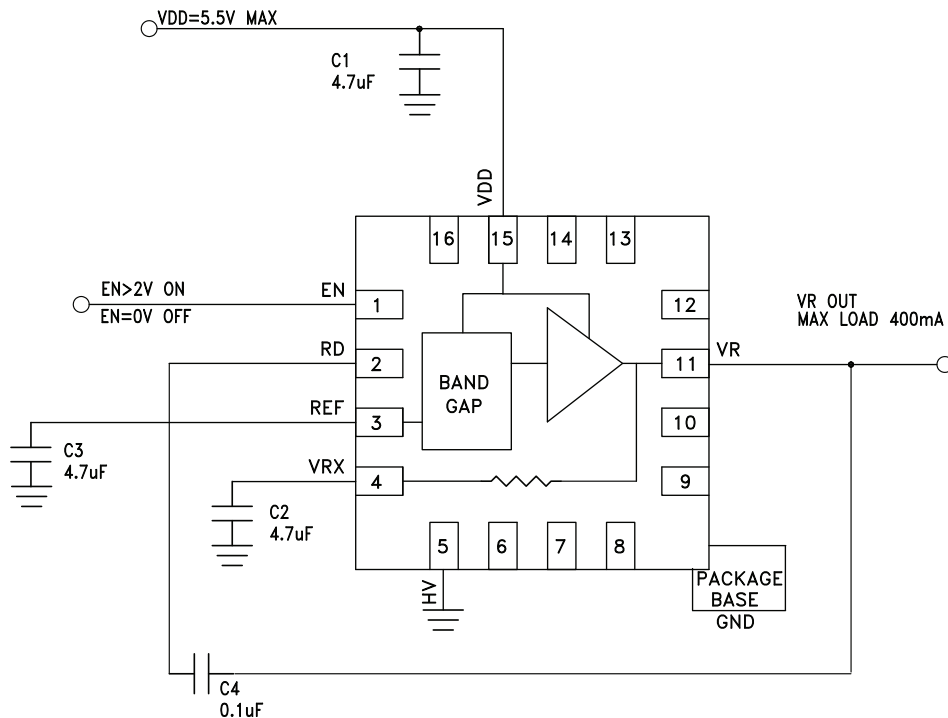 VDD=5.5V MAX
C1
4.7uF
VDD
16
15
14
13
EN>2V ON
EN=0V OFF
EN
1
12
VR OUT
MAX LOAD 400mA
RD
2
11
VR
BAND
GAP
REF
3
10
C3
4.7uF
VRX
4
9
C2
4.7uF
5
6
7
8
HV
PACKAGE
BASE
GND
C4
0.1uF